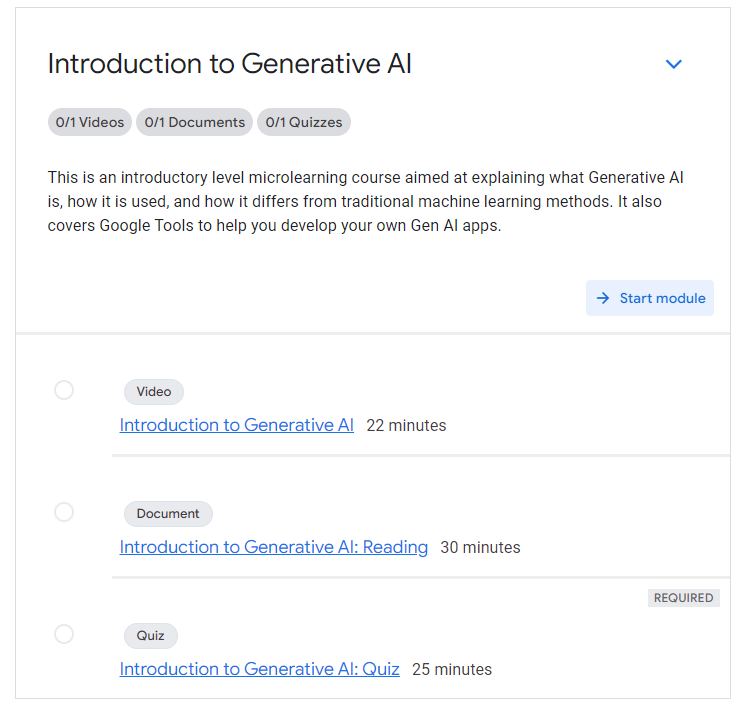 Introduction to Generative AI
0/1 Videos 0/1 Documents 0/1 Quizzes
This is an introductory level microlearning course aimed at explaining what Generative AI
is, how it is used, and how it differs from traditional machine learning methods. It also
covers Google Tools to help you develop your own Gen AI apps.
Start module
Video
Introduction to Generative AI 22 minutes
Document
Introduction to Generative AI: Reading 30 minutes
REQUIRED
Quiz
Introduction to Generative AI: Quiz 25 minutes